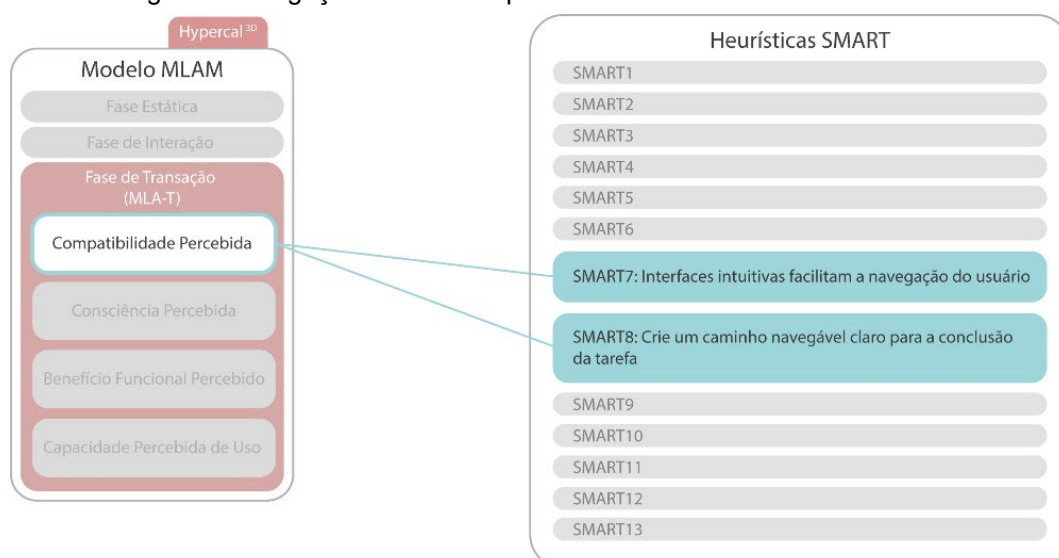 Hypercal 3D
Modelo MLAM
Fase Estática
Fase de Interação
Fase de Transação
(MLA-T)
Compatibilidade Percebida
Consciência Percebida
Benefício Funcional Percebido
Capacidade Percebida de Uso
Heurísticas SMART
SMART1
SMART2
SMART3
SMART4
SMART5
SMART6
SMART7: Interfaces intuitivas facilitam a navegação do usuário
SMART8: Crie um caminho navegável claro para a conclusão
da tarefa
SMART9
SMART10
SMART11
SMART12
SMART13